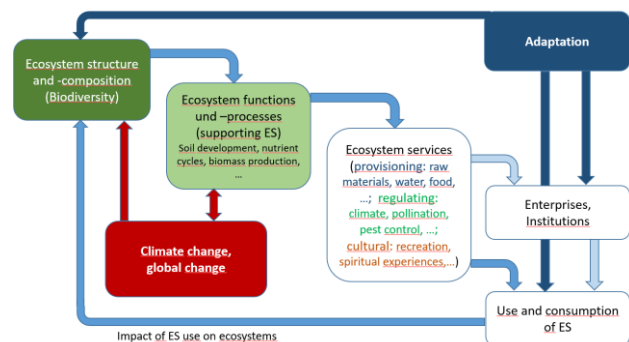 Adaptation
Ecosystem structure
and -composition
(Biodiversity)
Ecosystem functions
und –processes
(supporting ES)
Soil development, nutrient
cycles, biomass production,
...
Ecosystem services
(provisioning: raw
materials, water, food,
...; regulating:
climate, pollination,
pest control, ...;
cultural: recreation,
spiritual experiences,...)
Enterprises,
Institutions
Climate change,
global change
Use and consumption
of ES
Impact of ES use on ecosystems